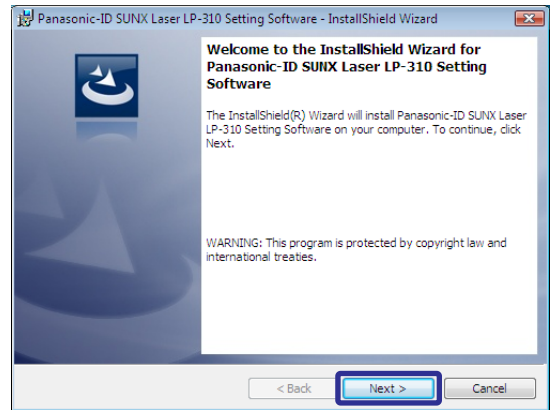 Panasonic-ID SUNX Laser LP-310 Setting Software - InstallShield Wizard
Welcome to the InstallShield Wizard for
Panasonic-ID SUNX Laser LP-310 Setting
Software
The InstallShield(R) Wizard will install Panasonic-ID SUNX Laser
LP-310 Setting Software on your computer. To continue, click
Next.
WARNING: This program is protected by copyright law and
international treaties.
< Back Next > Cancel